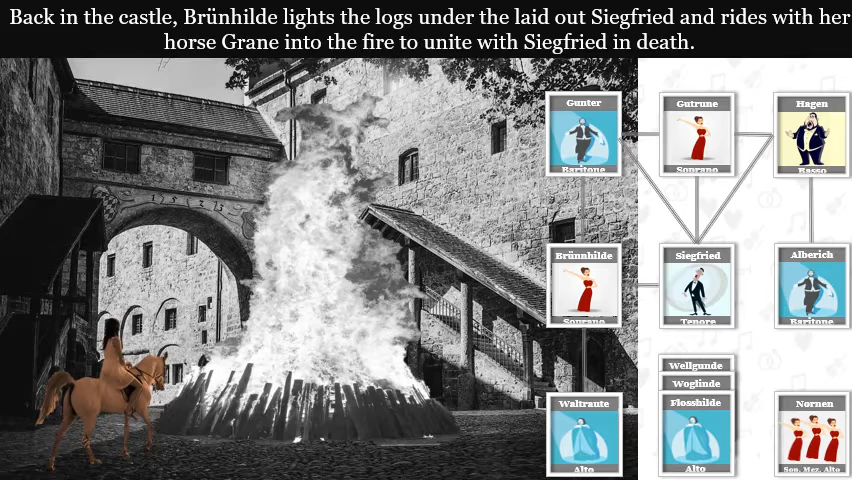 Back in the castle, Brünhilde lights the logs under the laid out Siegfried and rides with her
horse Grane into the fire to unite with Siegfried in death.
Gunter
Baritone
Gutrune
Soprano
Hagen
Basso
1523
Brünnhilde
Soprano
Siegfried
Tenore
Alberich
Baritone
Wellgunde
Woglinde
Waltraute
Alto
Flosshilde
Alto
Nornen
Sop, Mez, Alto